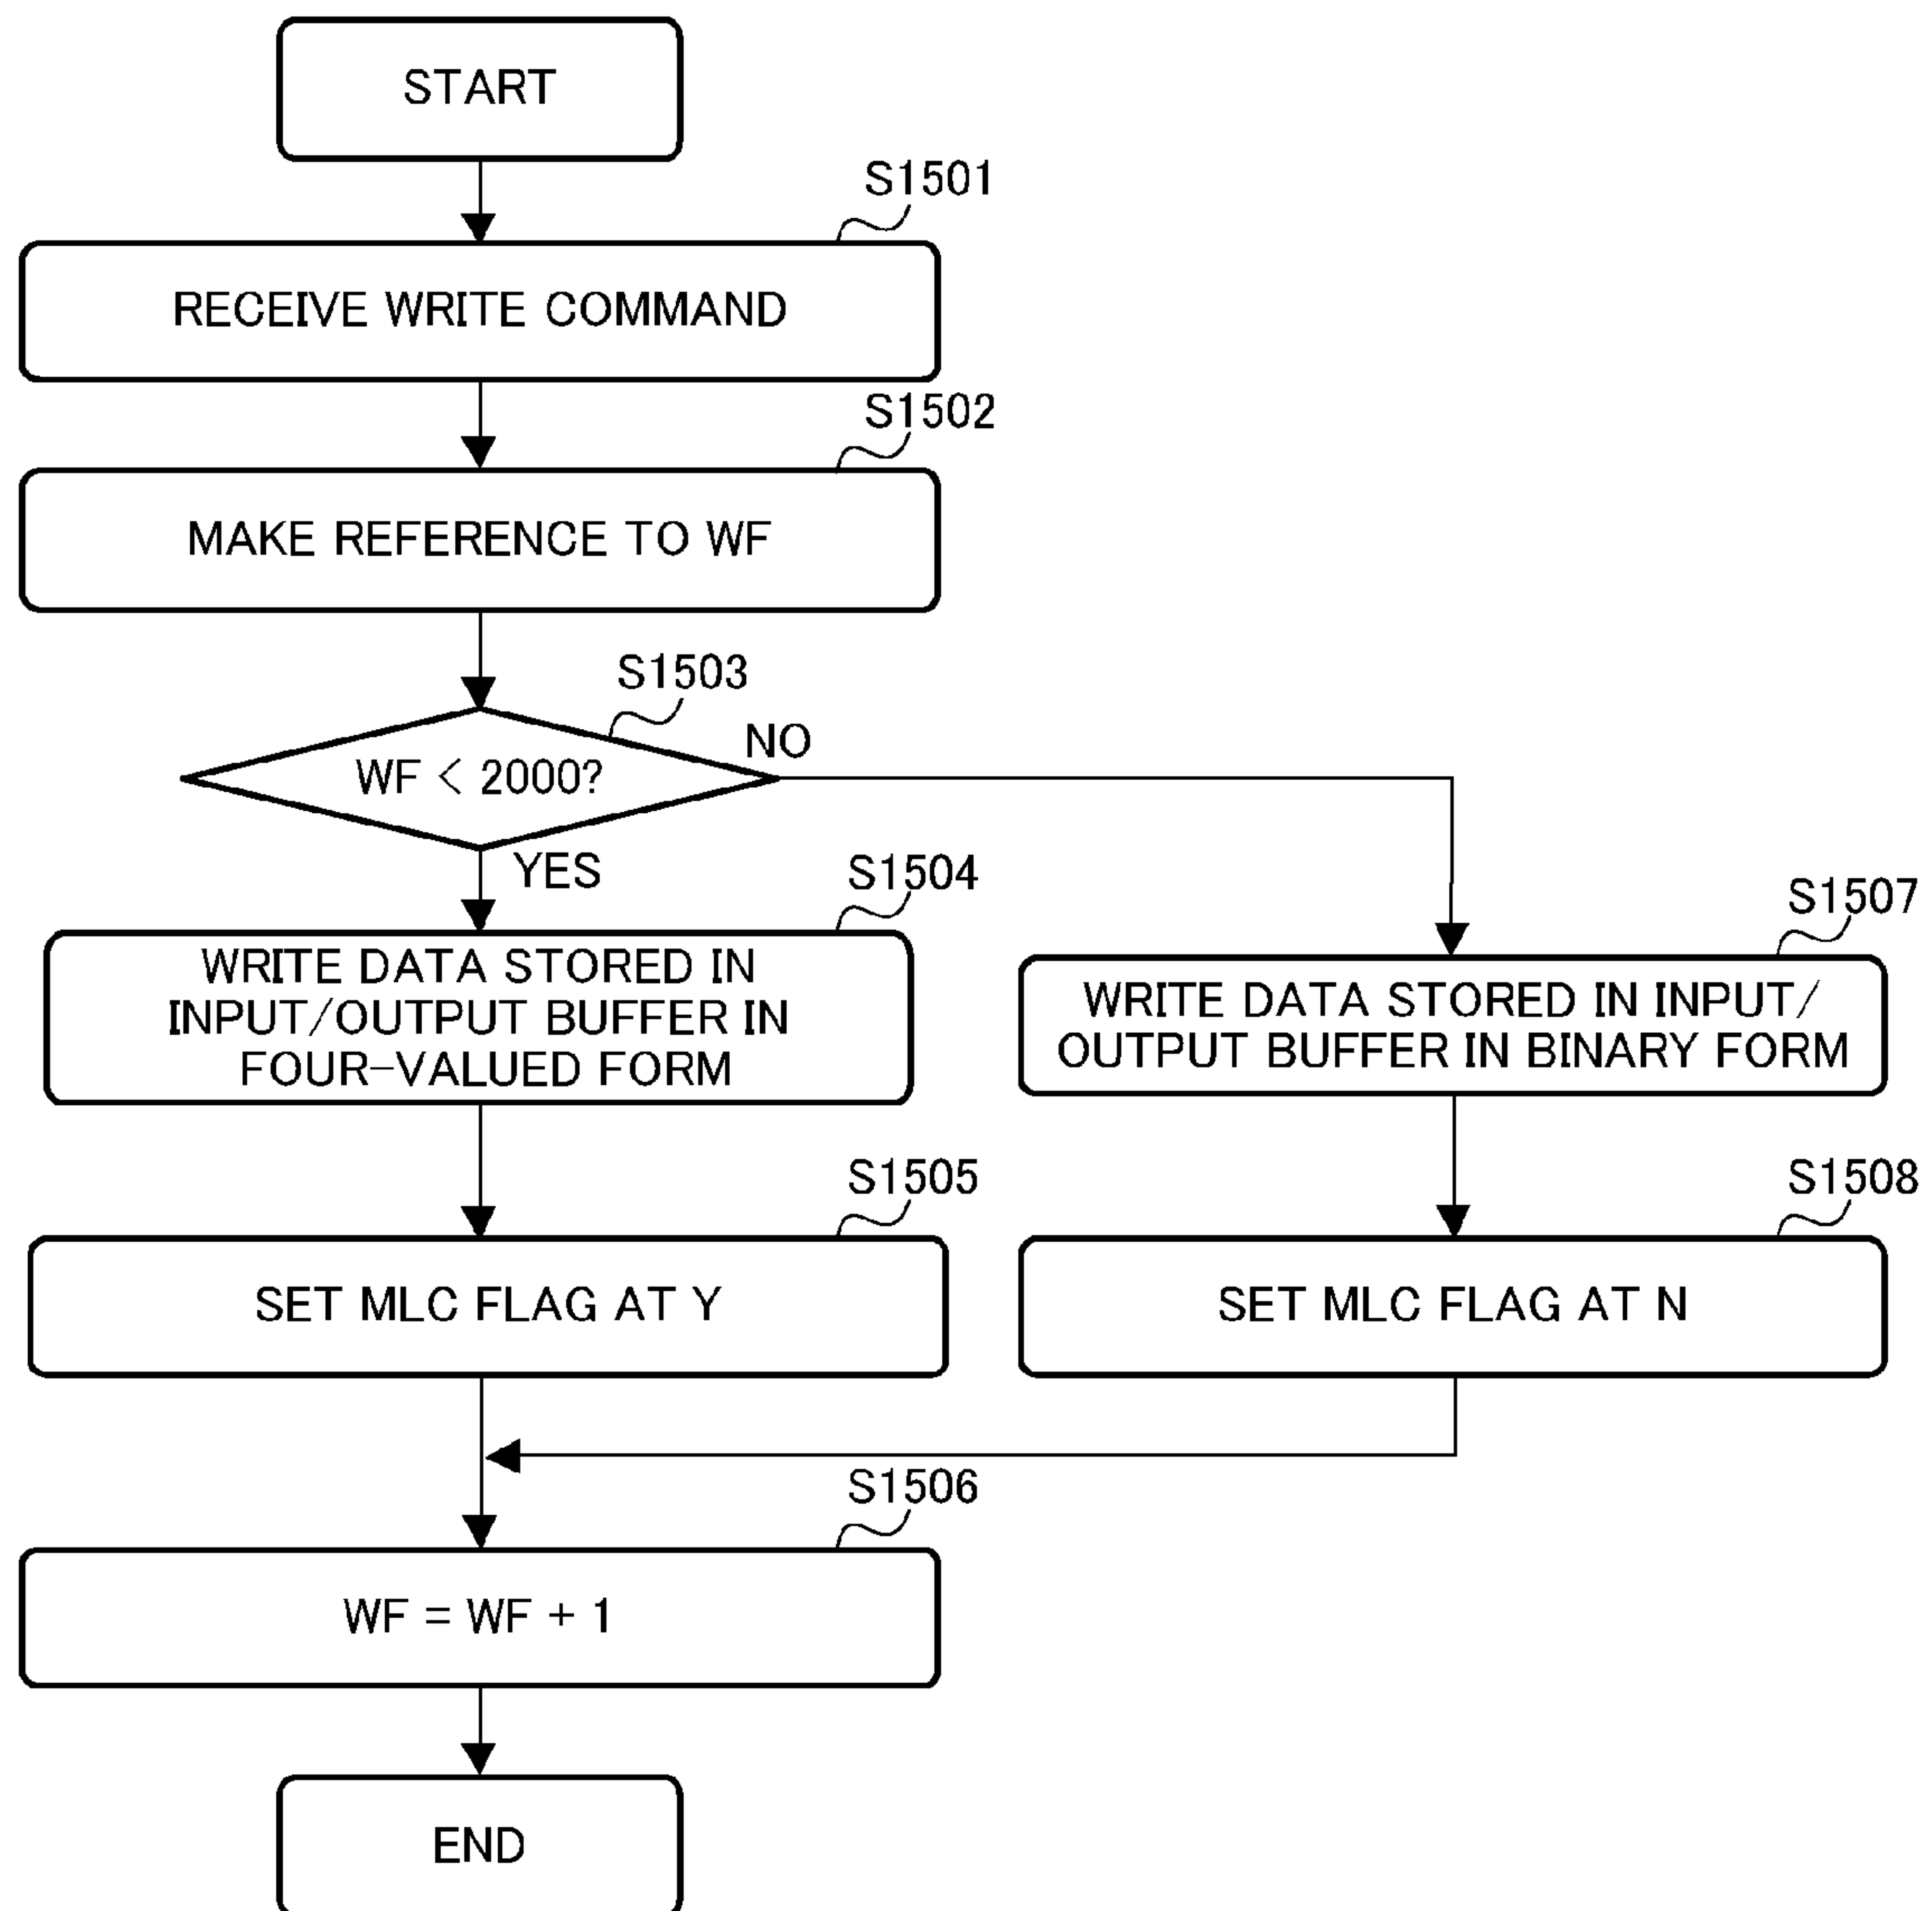 START
S1501
RECEIVE WRITE COMMAND
S1502
MAKE REFERENCE TO WF
S1503
WF < 2000?
NO
YES
S1504
WRITE DATA STORED IN
INPUT/OUTPUT BUFFER IN
FOUR-VALUED FORM
S1507
WRITE DATA STORED IN INPUT/
OUTPUT BUFFER IN BINARY FORM
S1505
SET MLC FLAG AT Y
S1508
SET MLC FLAG AT N
S1506
WF = WF + 1
END